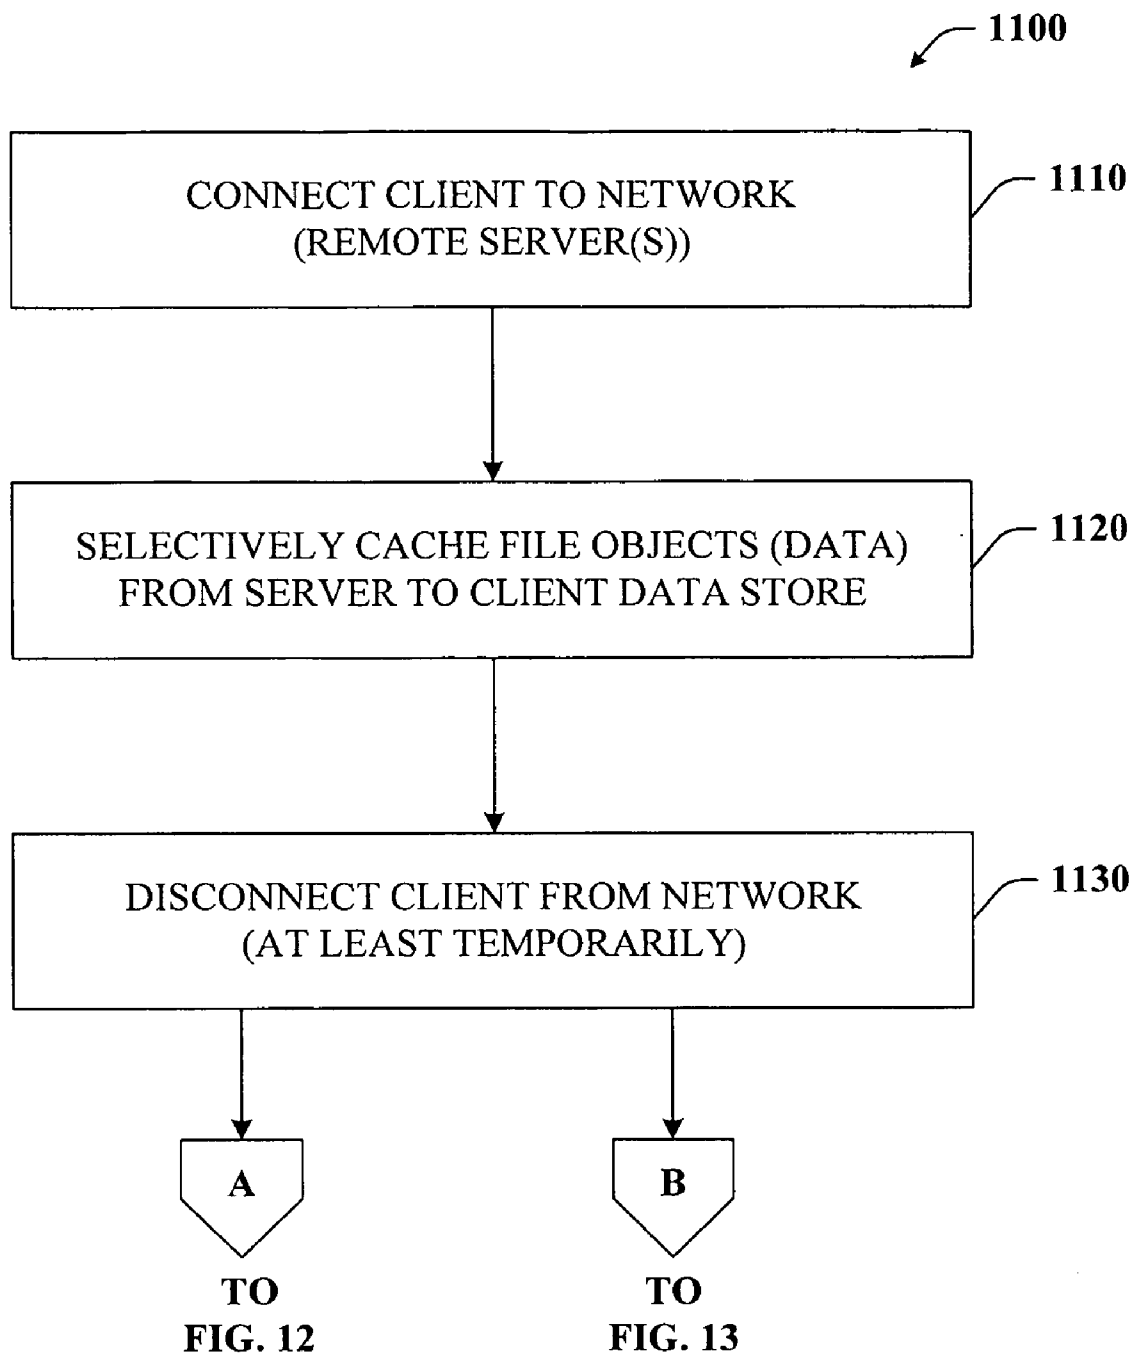 1100
CONNECT CLIENT TO NETWORK
(REMOTE SERVER(S))
1110
SELECTIVELY CACHE FILE OBJECTS (DATA)
FROM SERVER TO CLIENT DATA STORE
1120
DISCONNECT CLIENT FROM NETWORK
(AT LEAST TEMPORARILY)
1130
A
TO
FIG. 12
B
TO
FIG. 13